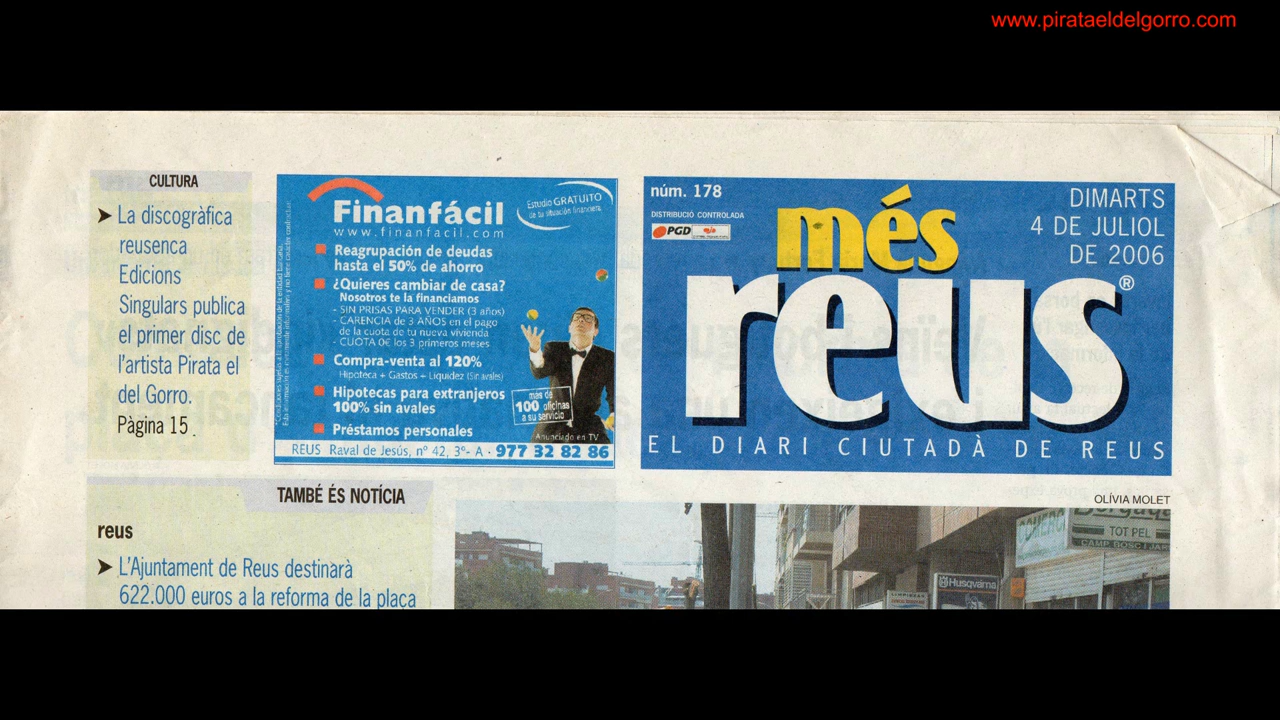 www.pirataeldelgorro.com
CULTURA
La discogràfica
reusenca
Edicions
Singulars publica
el primer disc de
l'artista Pirata el
del Gorro.
Pàgina 15
Finanfácil
www.finanfacil.com
Estudio GRATUITO
de tu situación financiera
Reagrupación de deudas
hasta el 50% de ahorro
¿Quieres cambiar de casa?
Nosotros te la financiamos
- SIN PRISAS PARA VENDER (3 años)
- CARENCIA de 3 AÑOS en el pago
de la cuota de tu nueva vivienda
- CUOTA 0€ los 3 primeros meses
Compra-venta al 120%
Hipoteca + Gastos + Liquidez (Sin avales)
Hipotecas para extranjeros
100% sin avales
Préstamos personales
mas de
100 oficinas
a su servicio
Anunciado en TV
REUS Raval de Jesús, nº 42, 3º- A · 977 32 82 86
núm. 178
DISTRIBUCIÓ CONTROLADA
PGD
DIMARTS
4 DE JULIOL
DE 2006
més
reus®
EL DIARI CIUTADÀ DE REUS
TAMBÉ ÉS NOTÍCIA
reus
L'Ajuntament de Reus destinarà
622.000 euros a la reforma de la plaça
OLÍVIA MOLET
TOT PEL
CAMP, BOSC I JAR
Husqvarna